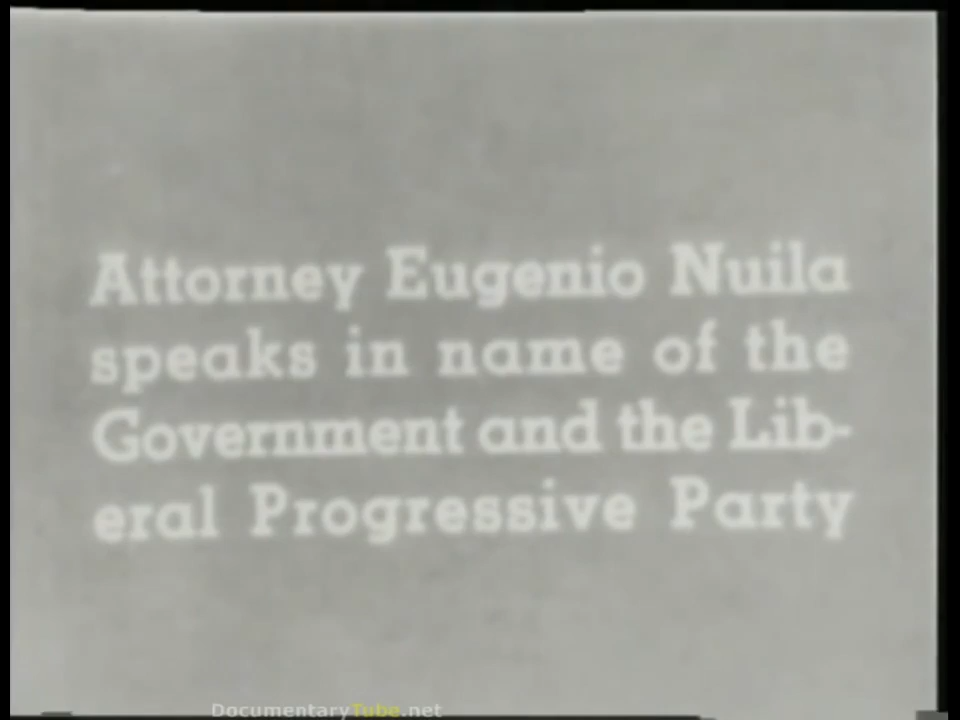 Attorney Eugenio Nuila
speaks in name of the
Government and the Lib-
eral Progressive Party
DocumentaryTube.net